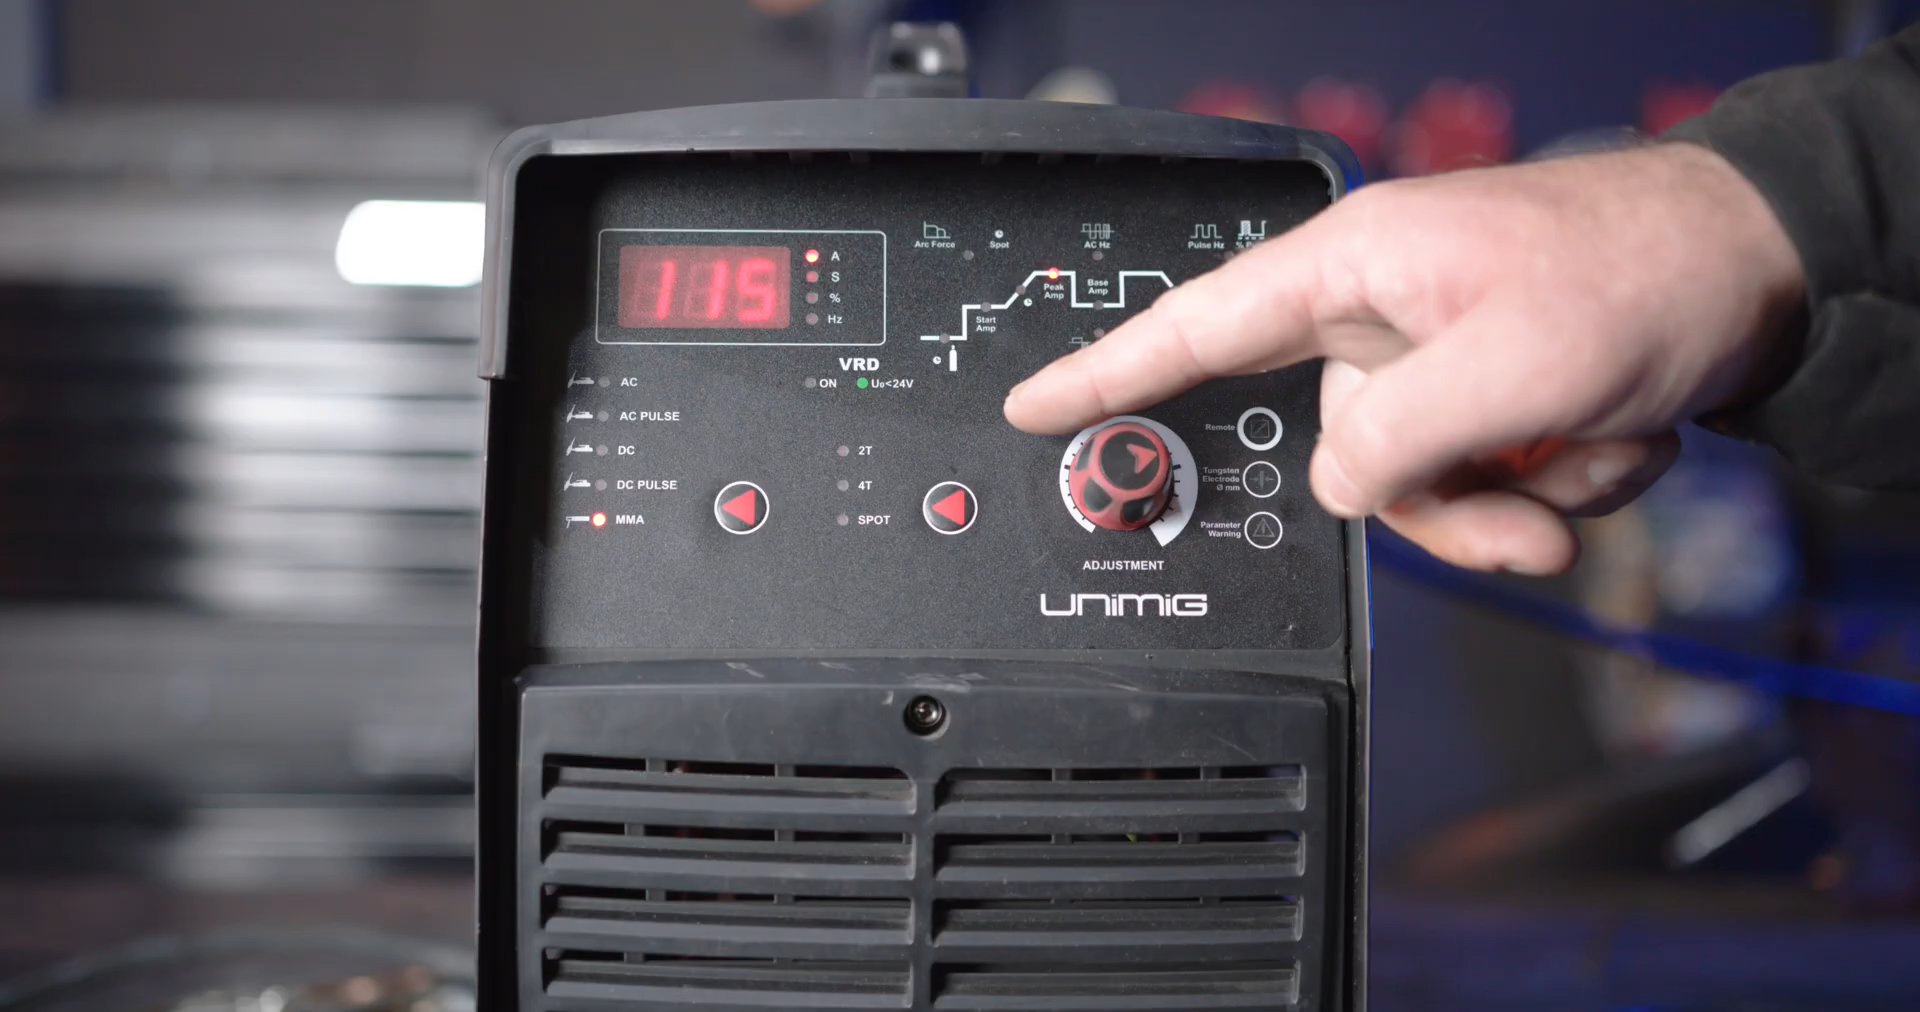 115
A
S
%
Hz
Arc Force
Spot
AC Hz
Pulse Hz
%
Peak
Amp
Base
Amp
Start
Amp
VRD
ON
U₀<24V
AC
AC PULSE
DC
DC PULSE
MMA
2T
4T
SPOT
Remote
Tungsten
Electrode
Ø mm
Parameter
Warning
ADJUSTMENT
UNIMIG